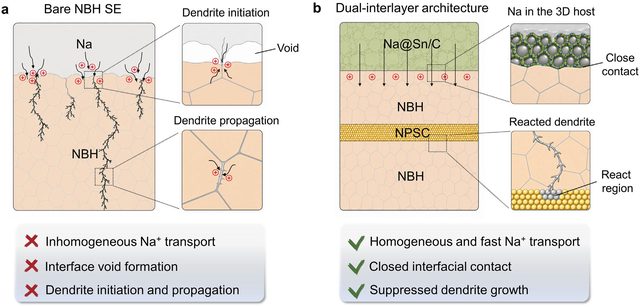 a
Bare NBH SE
Dendrite initiation
Na
Void
Dendrite propagation
NBH
Inhomogeneous Na⁺ transport
Interface void formation
Dendrite initiation and propagation
b
Dual-interlayer architecture
Na in the 3D host
Na@Sn/C
Close
contact
NBH
Reacted dendrite
NPSC
NBH
React
region
Homogeneous and fast Na⁺ transport
Closed interfacial contact
Suppressed dendrite growth